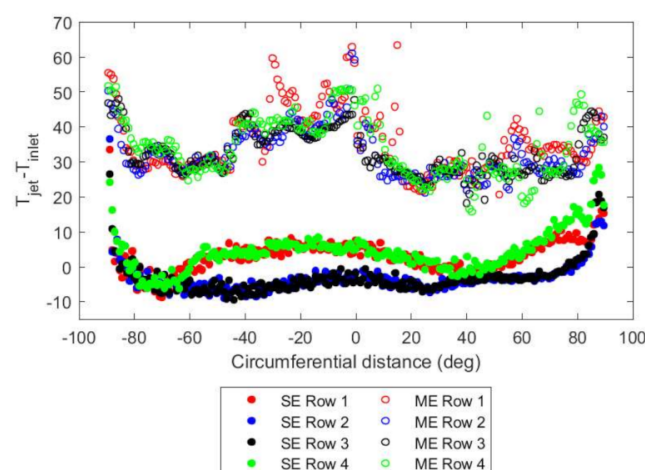 70
60
50
40
30
20
10
0
-10
T_jet -T_inlet
-100 -80 -60 -40 -20 0 20 40 60 80 100
Circumferential distance (deg)
SE Row 1 ME Row 1
SE Row 2 ME Row 2
SE Row 3 ME Row 3
SE Row 4 ME Row 4